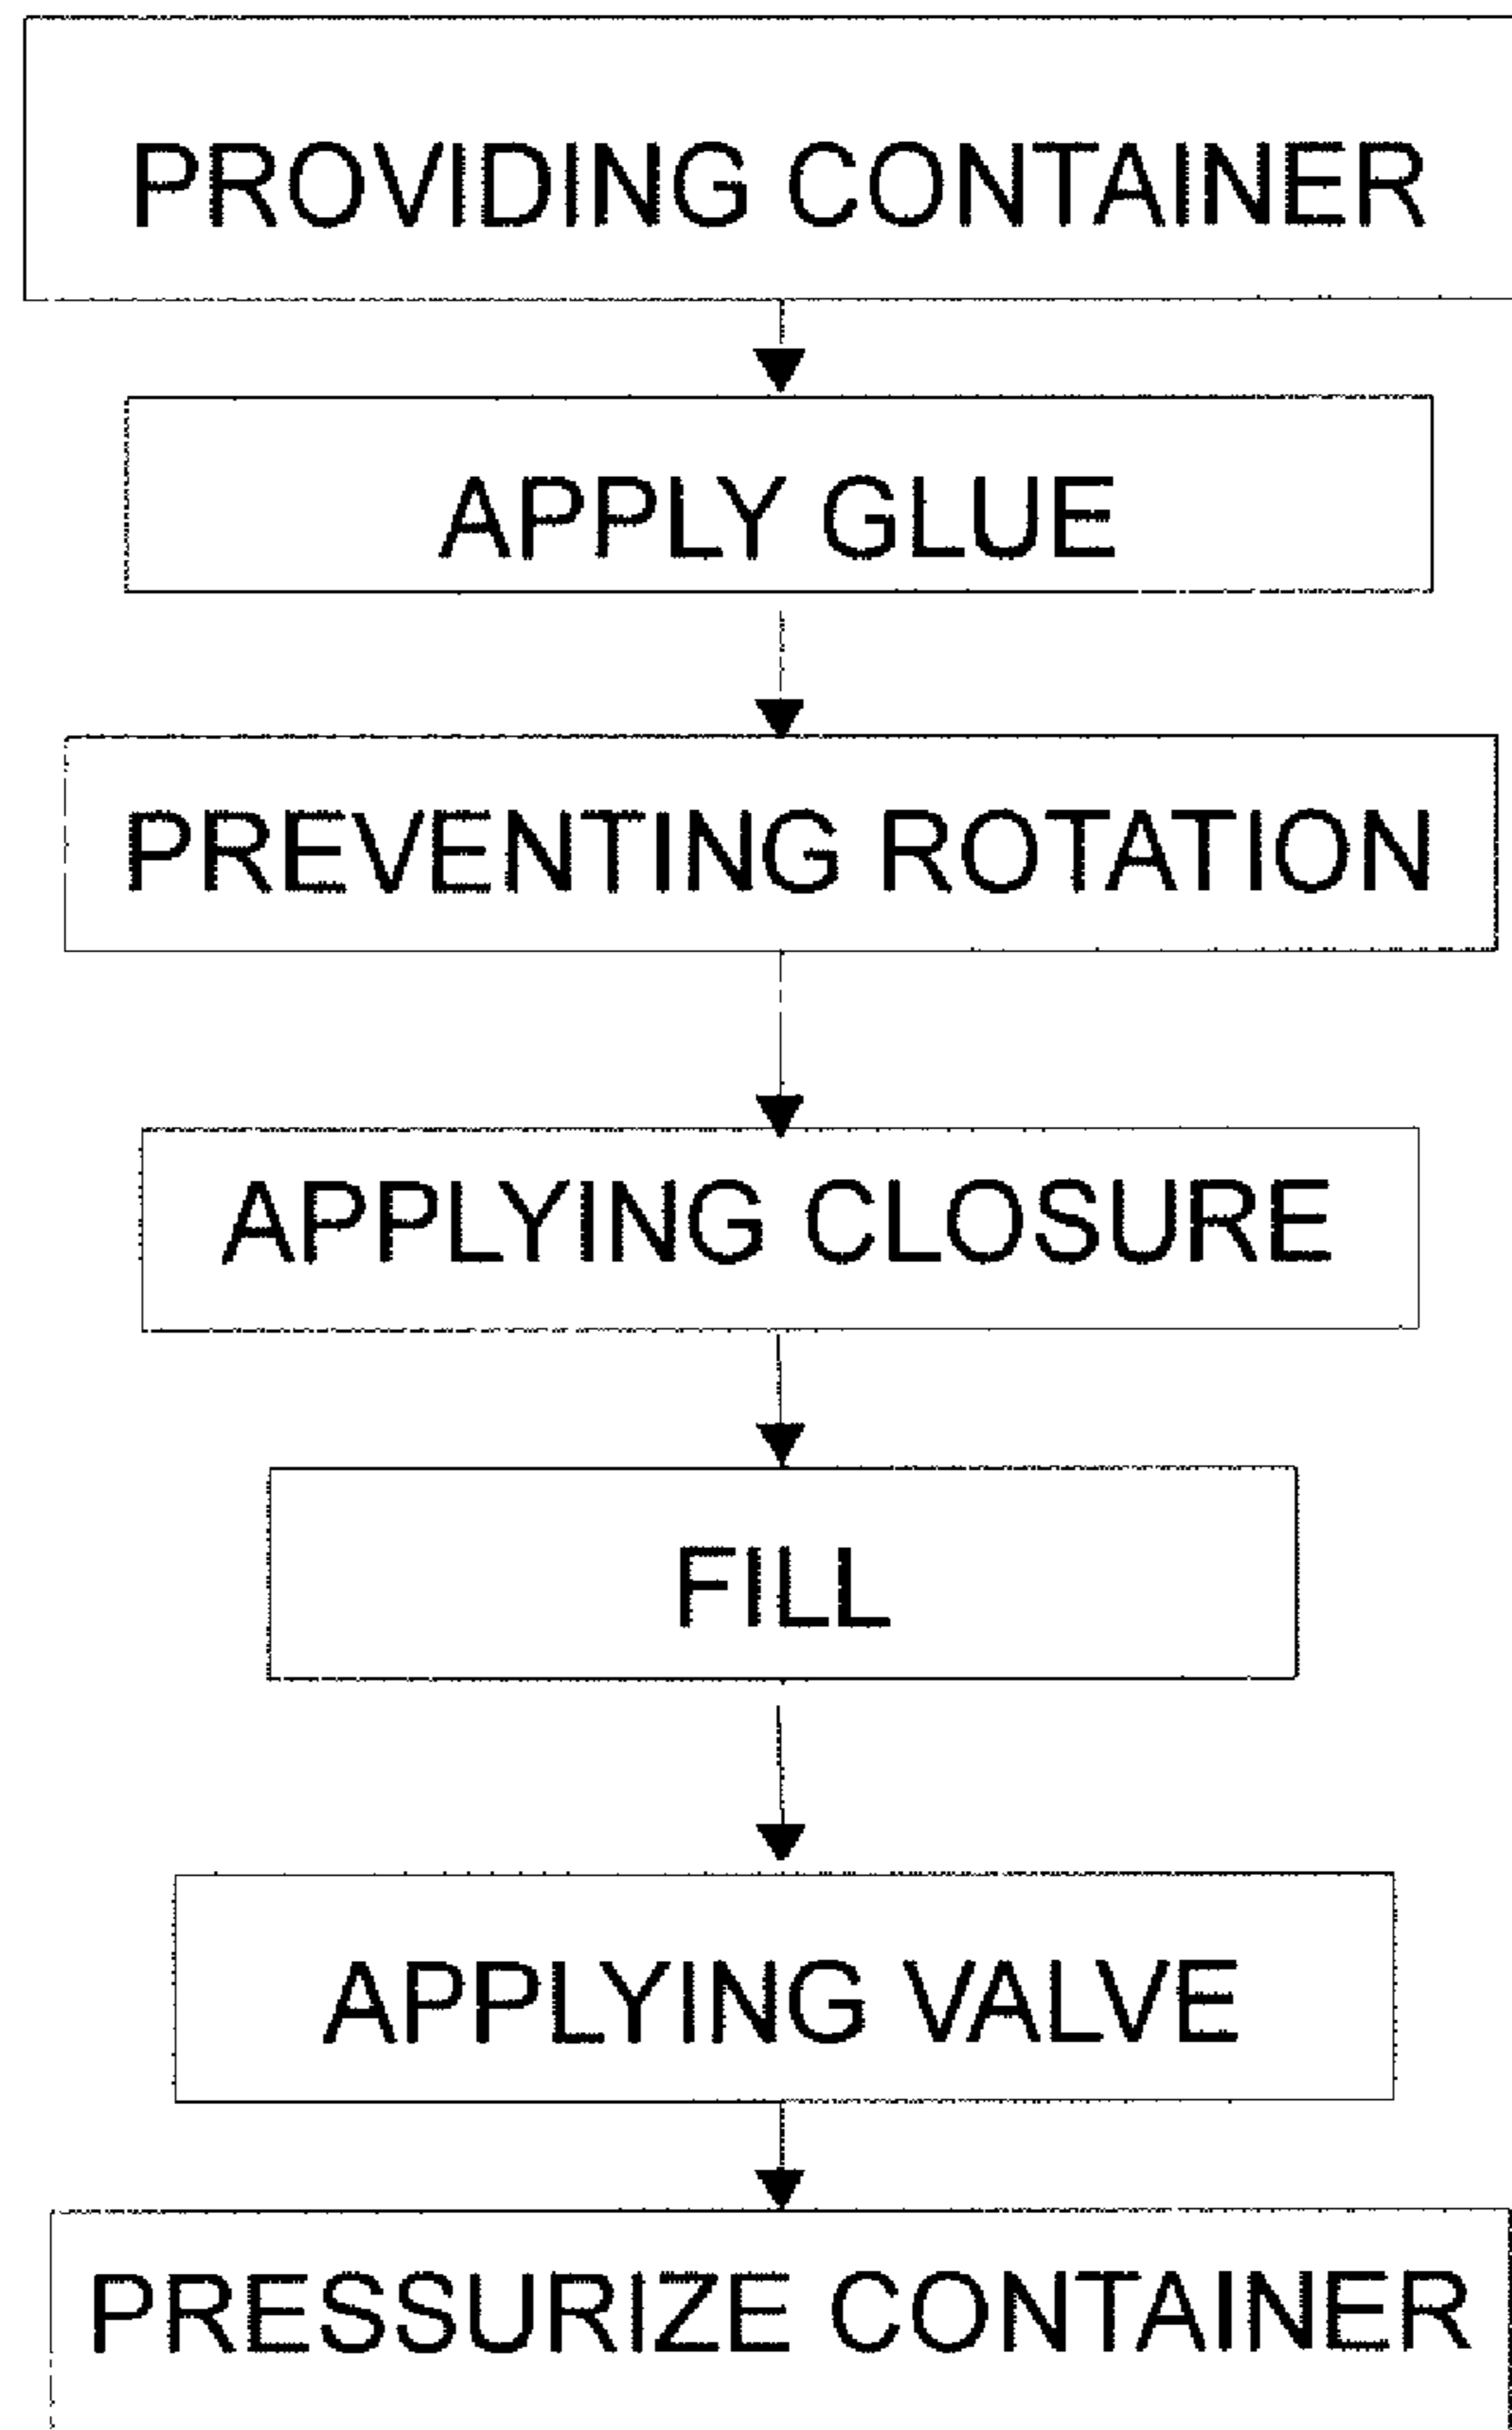 PROVIDING CONTAINER
APPLY GLUE
PREVENTING ROTATION
APPLYING CLOSURE
FILL
APPLYING VALVE
PRESSURIZE CONTAINER